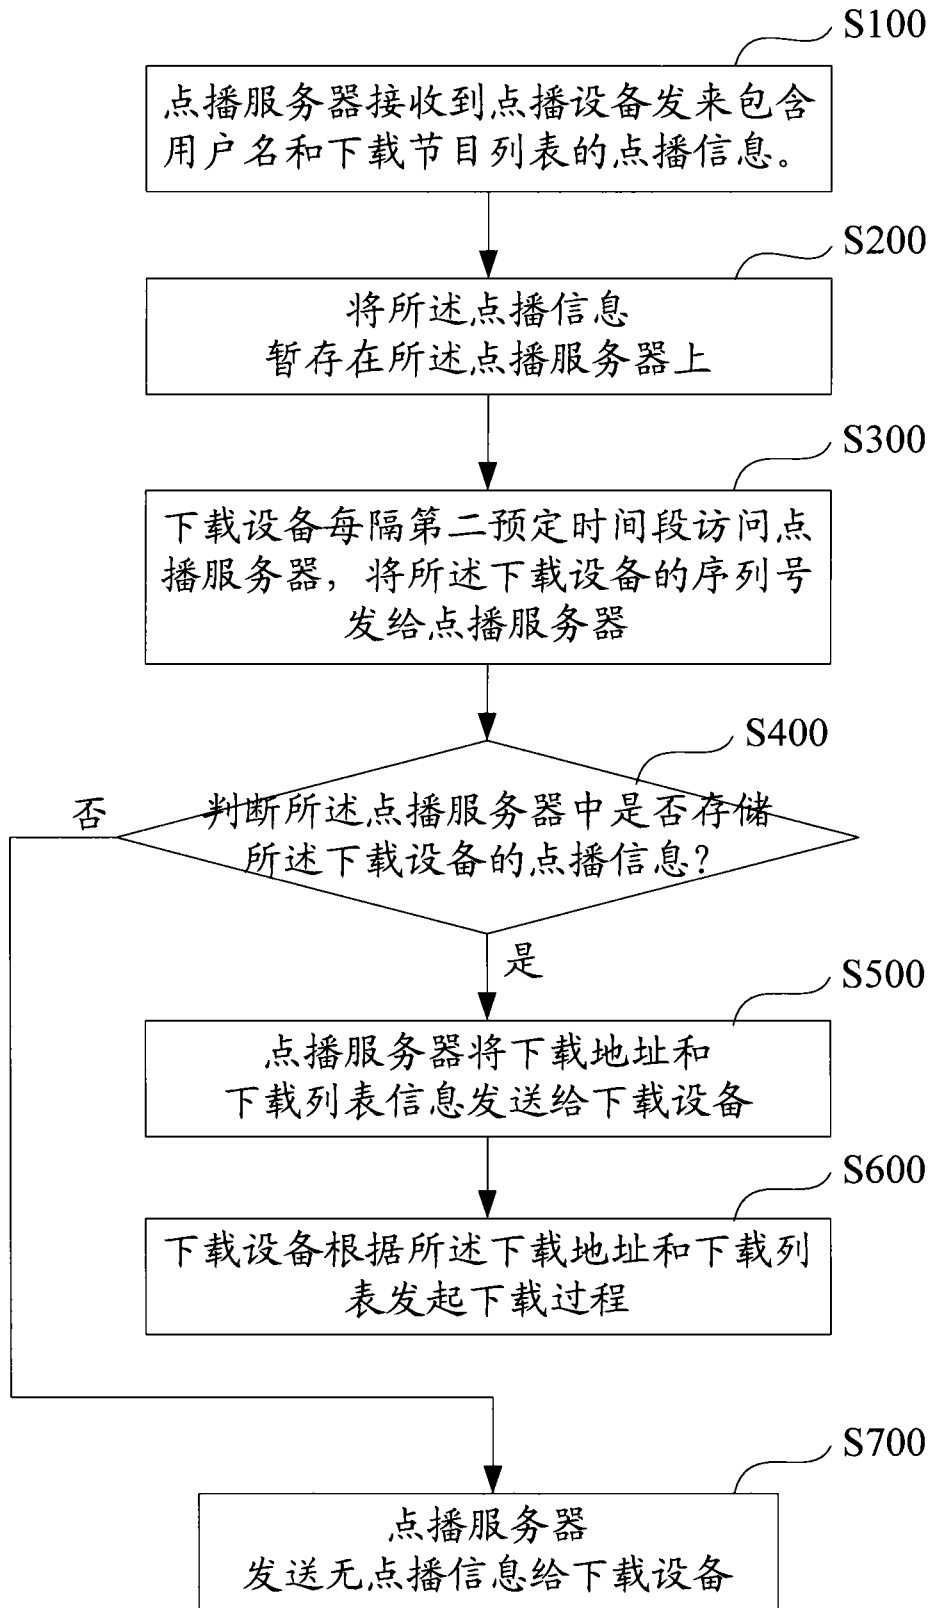 S100
点播服务器接收到点播设备发来包含
用户名和下载节目列表的点播信息。
S200
将所述点播信息
暂存在所述点播服务器上
S300
下载设备每隔第二预定时间段访问点
播服务器，将所述下载设备的序列号
发给点播服务器
S400
否
判断所述点播服务器中是否存储
所述下载设备的点播信息？
是
S500
点播服务器将下载地址和
下载列表信息发送给下载设备
S600
下载设备根据所述下载地址和下载列
表发起下载过程
S700
点播服务器
发送无点播信息给下载设备